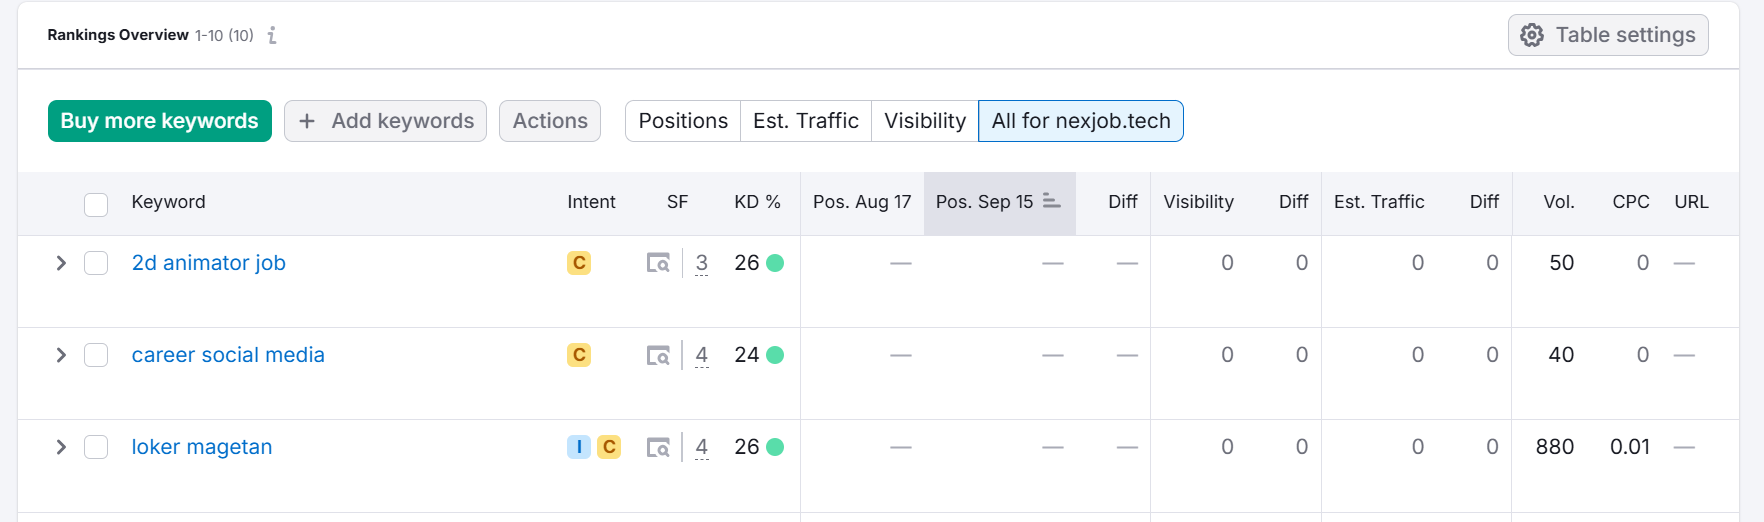 Rankings Overview 1-10 (10) i
Table settings
Buy more keywords + Add keywords Actions Positions Est. Traffic Visibility All for nexjob.tech
Keyword Intent SF KD % Pos. Aug 17 Pos. Sep 15 Diff Visibility Diff Est. Traffic Diff Vol. CPC URL
2d animator job C 3 26 — — — 0 0 0 0 50 0 —
career social media C 4 24 — — — 0 0 0 0 40 0 —
loker magetan I C 4 26 — — — 0 0 0 0 880 0.01 —